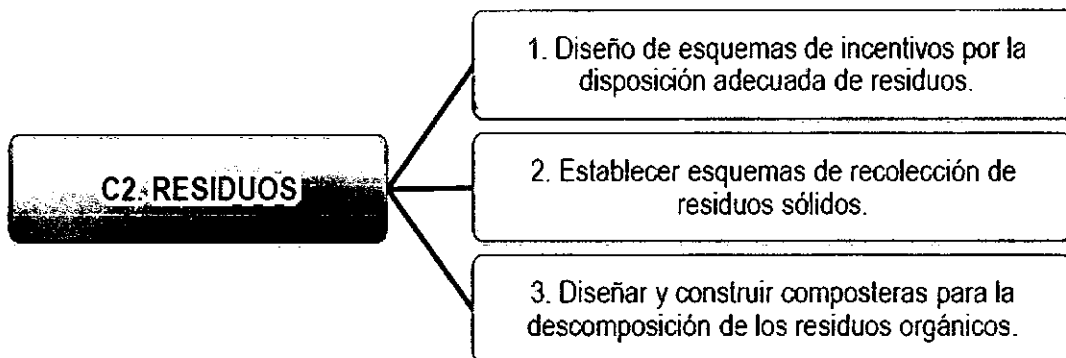 C2. RESIDUOS
1. Diseño de esquemas de incentivos por la
disposición adecuada de residuos.
2. Establecer esquemas de recolección de
residuos sólidos.
3. Diseñar y construir composteras para la
descomposición de los residuos orgánicos.